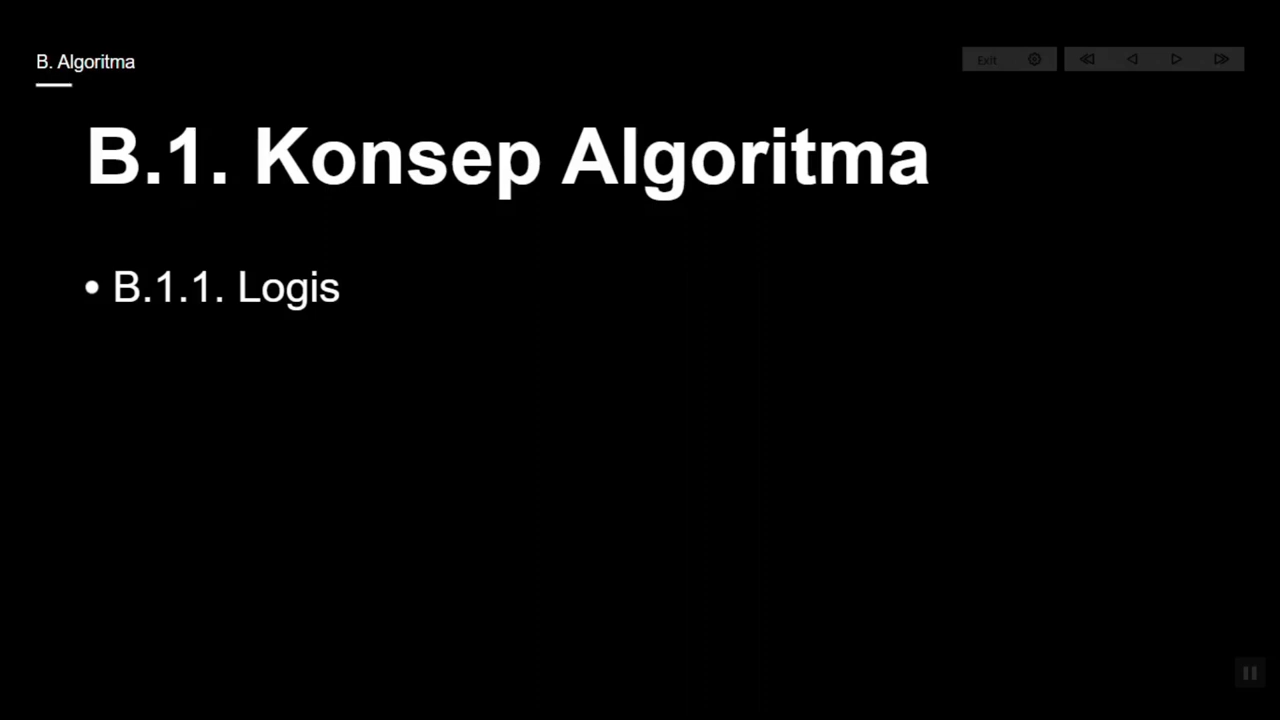 B. Algoritma
Exit
B.1. Konsep Algoritma
• B.1.1. Logis